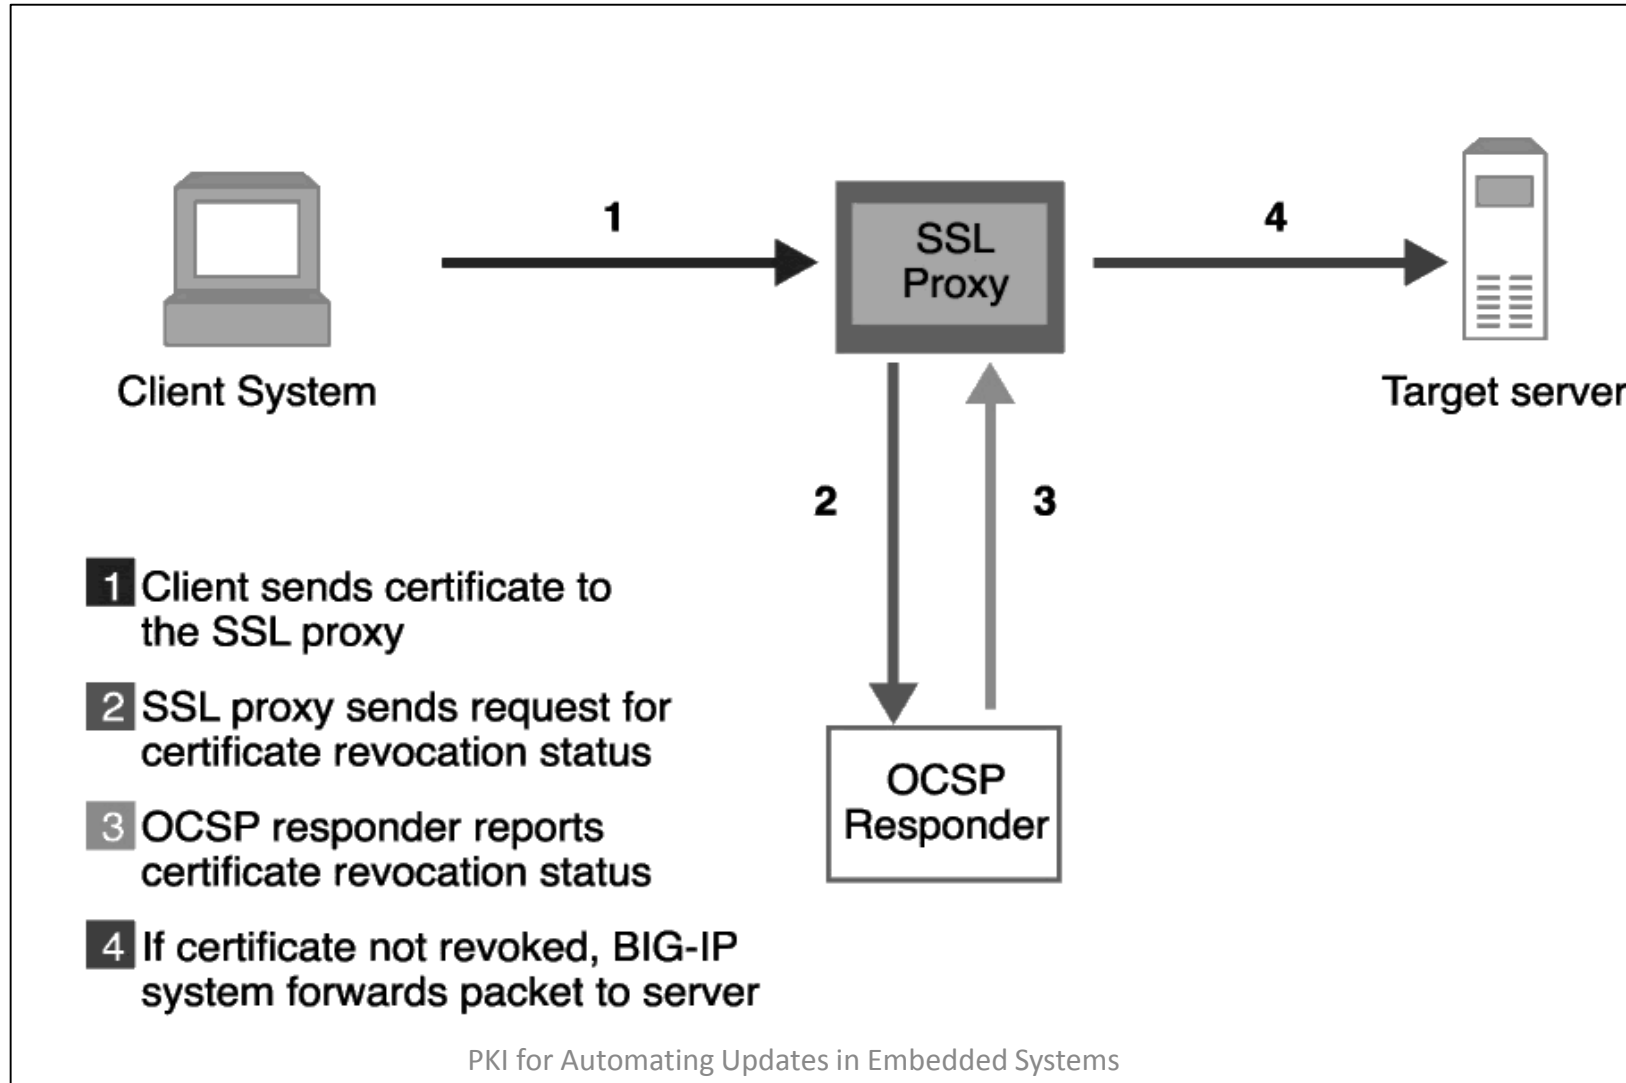 1
SSL
Proxy
4
Client System
Target server
2
3
1 Client sends certificate to
the SSL proxy
2 SSL proxy sends request for
certificate revocation status
OCSP
Responder
3 OCSP responder reports
certificate revocation status
4 If certificate not revoked, BIG-IP
system forwards packet to server
PKI for Automating Updates in Embedded Systems